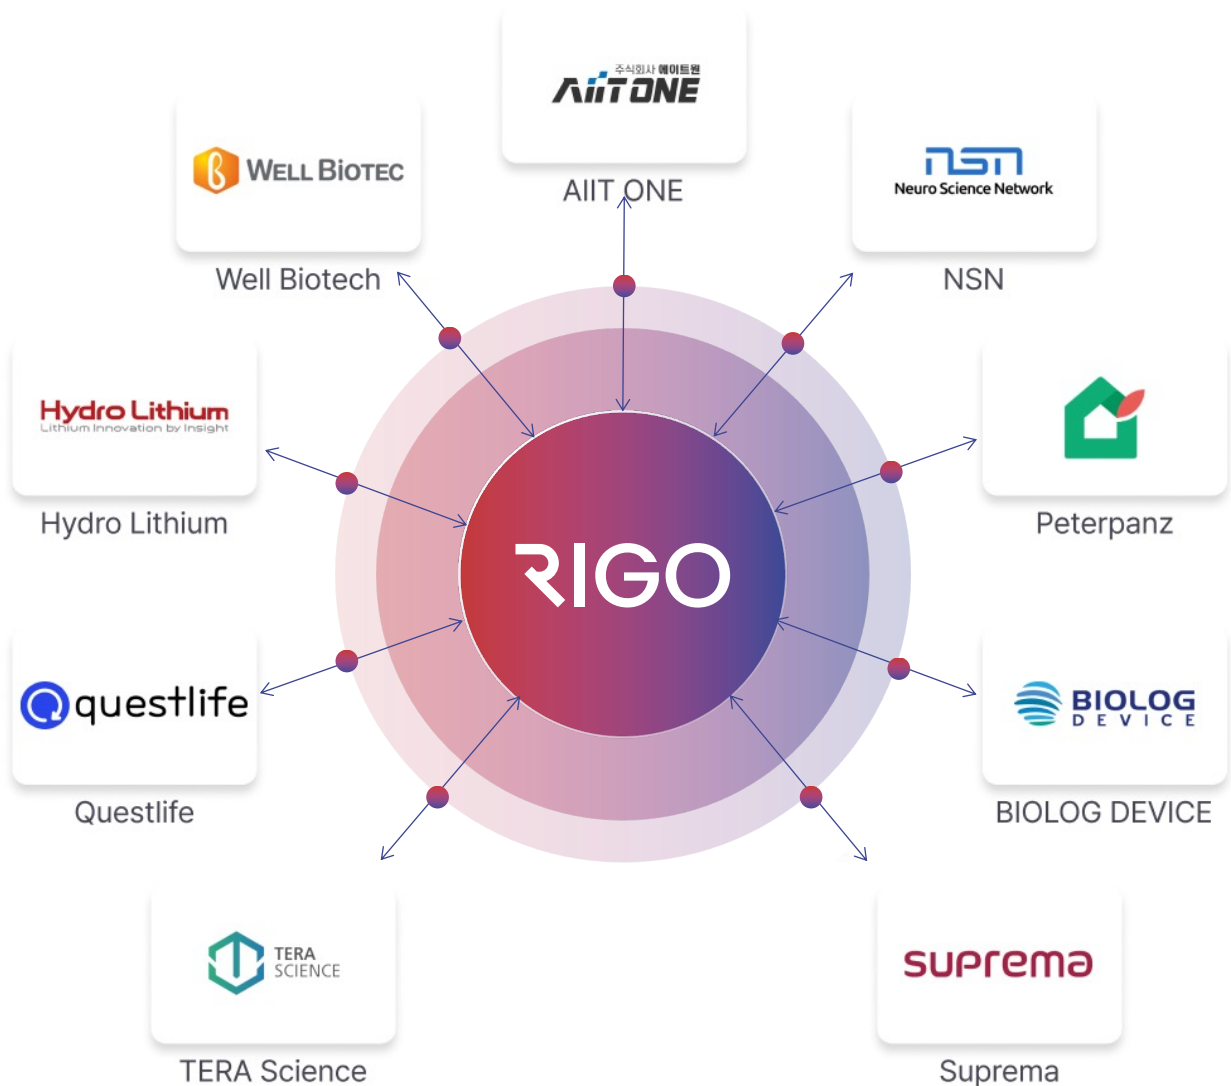 주식회사 에이트원
AIIT ONE
AIIT ONE
WELL BIOTEC
Well Biotech
nsn
Neuro Science Network
NSN
Hydro Lithium
Lithium Innovation by Insight
Hydro Lithium
Peterpanz
RIGO
questlife
Questlife
BIOLOG
DEVICE
BIOLOG DEVICE
TERA
SCIENCE
TERA Science
suprema
Suprema